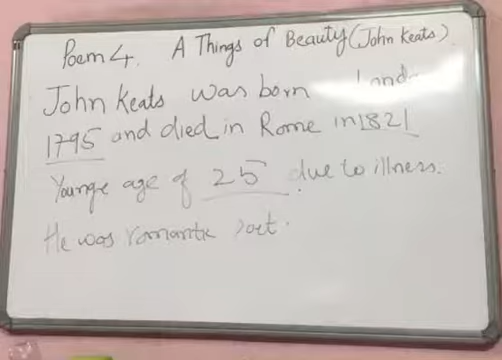 Poem 4. A Things of Beauty (John Keats)
John Keats was born Lond
1795 and died in Rome in 1821
Younge age of 25 due to illness.
He was romantic poet.